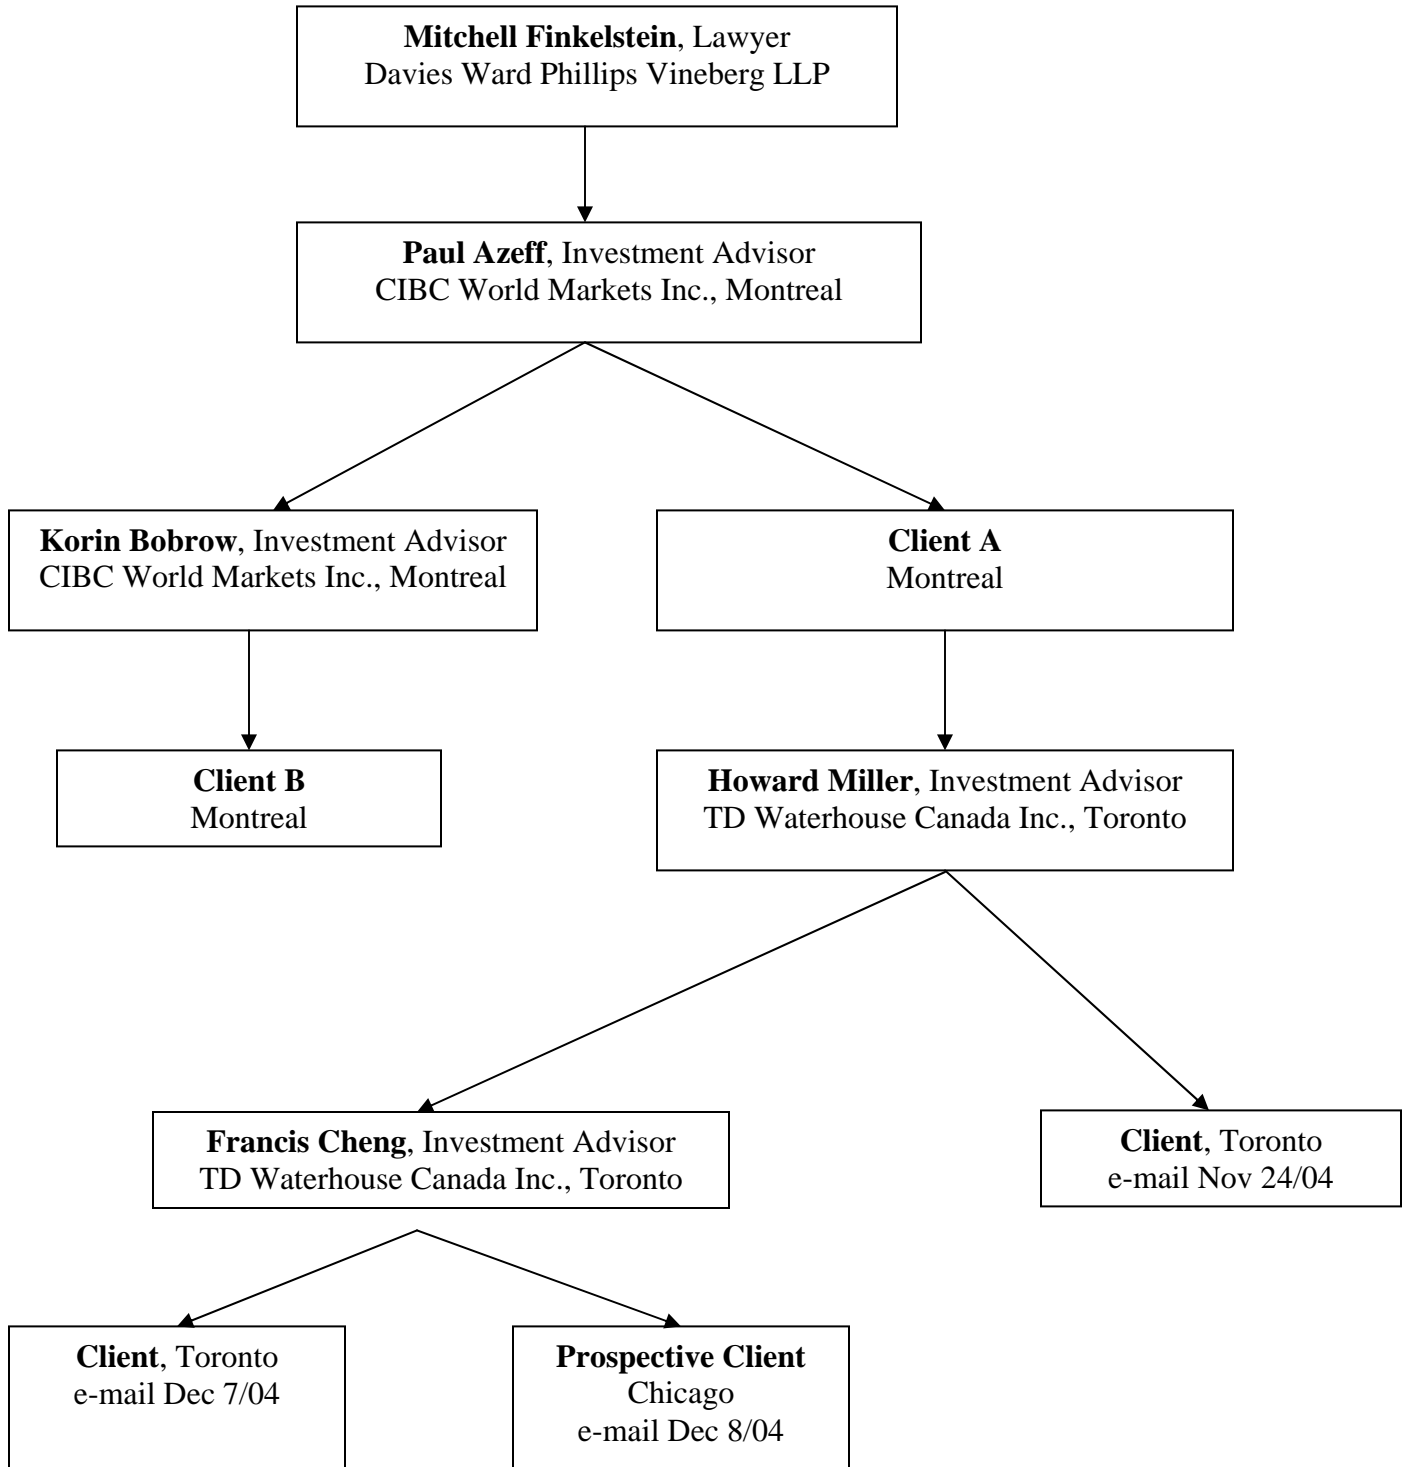 Mitchell Finkelstein, Lawyer
Davies Ward Phillips Vineberg LLP
Paul Azeff, Investment Advisor
CIBC World Markets Inc., Montreal
Korin Bobrow, Investment Advisor
CIBC World Markets Inc., Montreal
Client A
Montreal
Client B
Montreal
Howard Miller, Investment Advisor
TD Waterhouse Canada Inc., Toronto
Francis Cheng, Investment Advisor
TD Waterhouse Canada Inc., Toronto
Client, Toronto
e-mail Nov 24/04
Client, Toronto
e-mail Dec 7/04
Prospective Client
Chicago
e-mail Dec 8/04